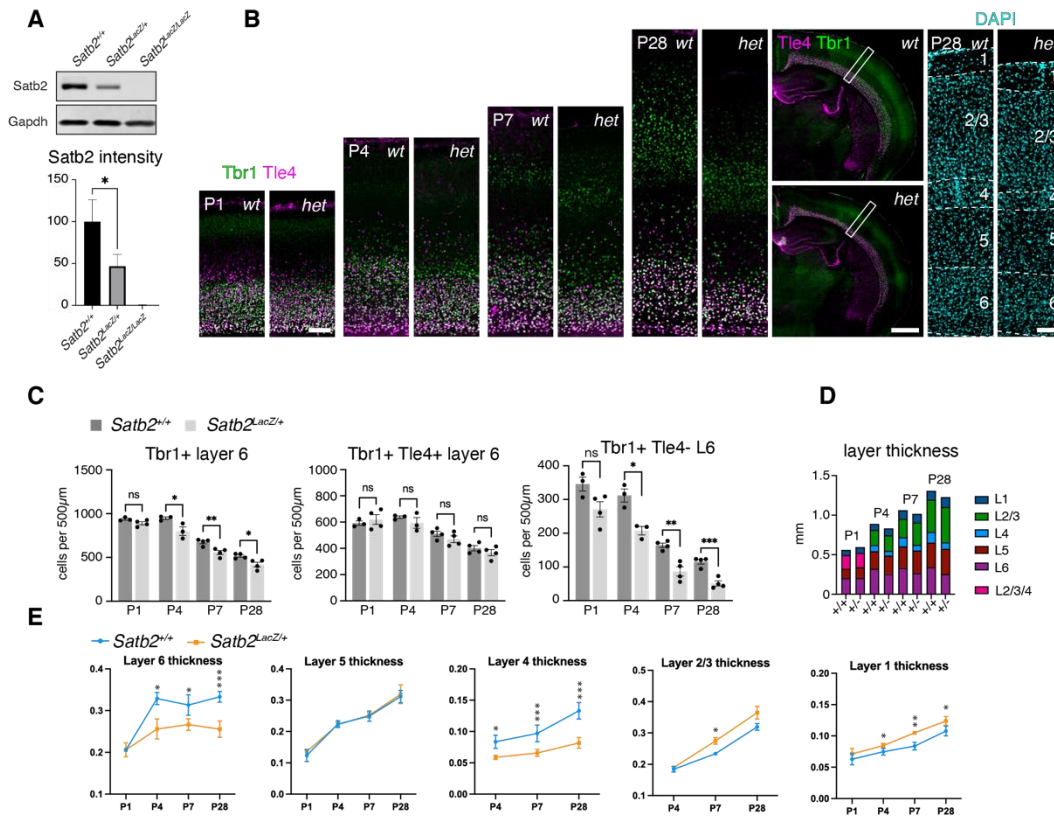 A
Satb2+/+
Satb2LacZ/+
Satb2LacZ/LacZ
Satb2
Gapdh
Satb2 intensity
*
150
100
50
0
Satb2+/+
Satb2LacZ/+
Satb2LacZ/LacZ
B
Tbr1 Tle4
P1 wt
het
P4 wt
het
P7 wt
het
P28 wt
het
Tle4 Tbr1
wt
het
DAPI
P28 wt
he
1
2/3
4
5
6
C
Satb2+/+
Satb2LacZ/+
Tbr1+ layer 6
cells per 500μm
1500
1000
500
0
ns
*
**
*
P1 P4 P7 P28
Tbr1+ Tle4+ layer 6
cells per 500μm
1000
800
600
400
200
0
ns
ns
ns
ns
P1 P4 P7 P28
Tbr1+ Tle4- L6
cells per 500μm
400
300
200
100
0
ns
*
**
***
P1 P4 P7 P28
D
layer thickness
mm
1.5
1.0
0.5
0.0
P1
P4
P7
P28
+/+ +/- +/+ +/- +/+ +/- +/+ +/-
L1
L2/3
L4
L5
L6
L2/3/4
E
Satb2+/+
Satb2LacZ/+
Layer 6 thickness
0.4
0.3
0.2
0.1
* * ***
P1 P4 P7 P28
Layer 5 thickness
0.4
0.3
0.2
0.1
0.0
P1 P4 P7 P28
Layer 4 thickness
0.20
0.15
0.10
0.05
0.00
* *** ***
P4 P7 P28
Layer 2/3 thickness
0.5
0.4
0.3
0.2
0.1
*
P4 P7 P28
Layer 1 thickness
0.20
0.15
0.10
0.05
0.00
* ** *
P1 P4 P7 P28